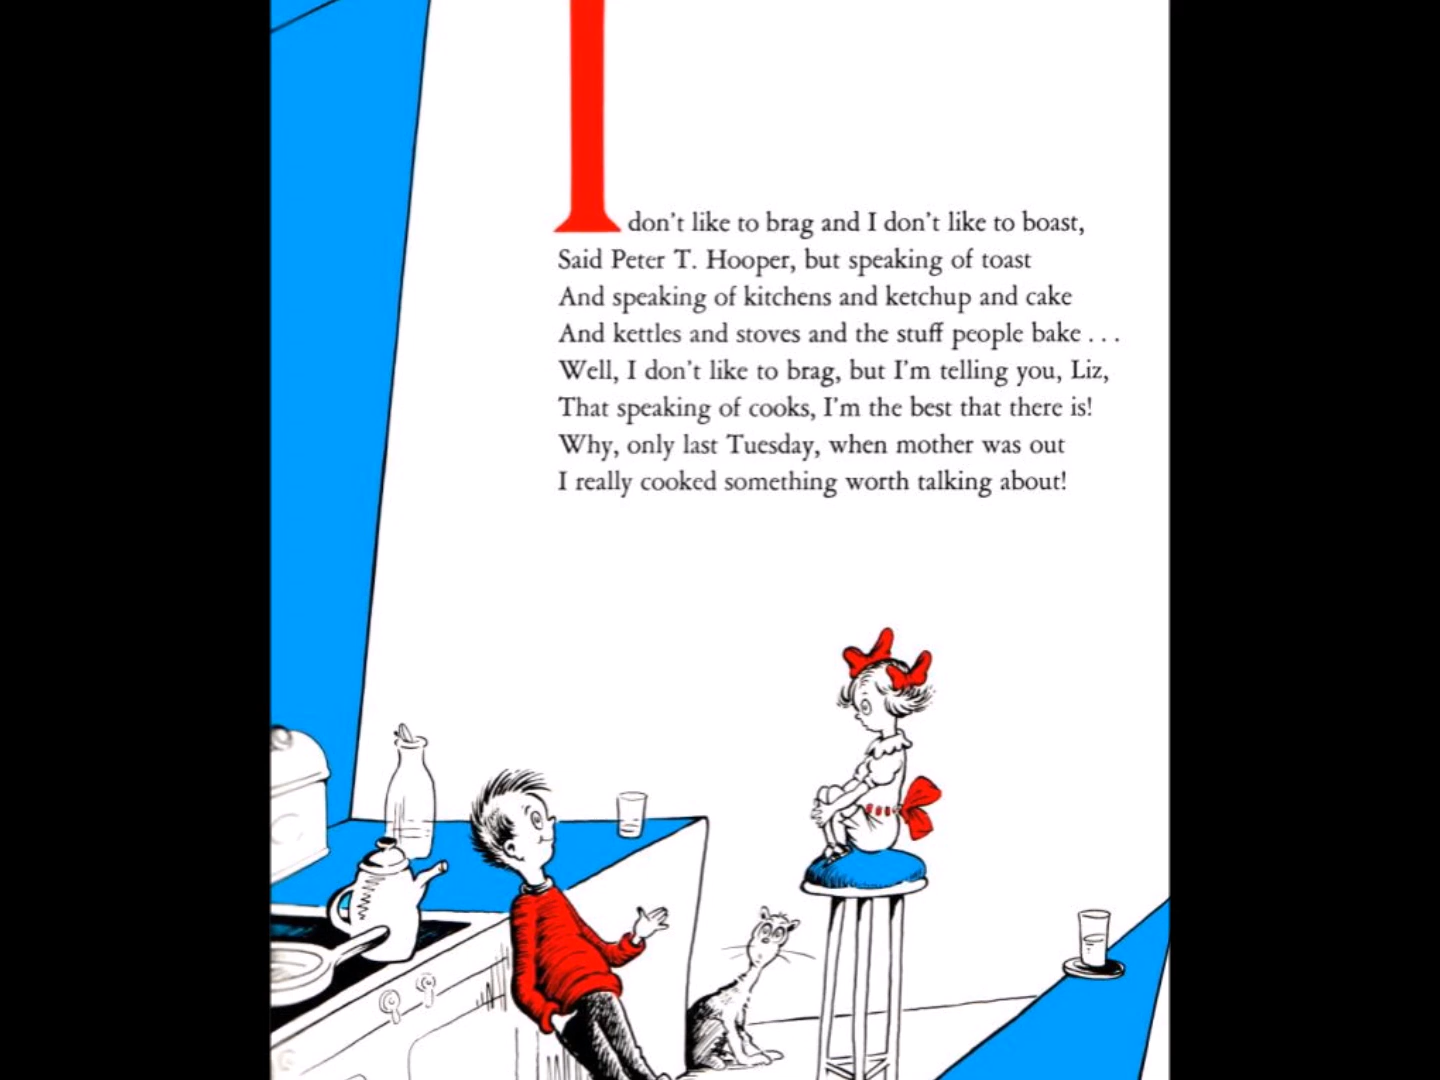 I don't like to brag and I don't like to boast,
Said Peter T. Hooper, but speaking of toast
And speaking of kitchens and ketchup and cake
And kettles and stoves and the stuff people bake . . .
Well, I don't like to brag, but I'm telling you, Liz,
That speaking of cooks, I'm the best that there is!
Why, only last Tuesday, when mother was out
I really cooked something worth talking about!